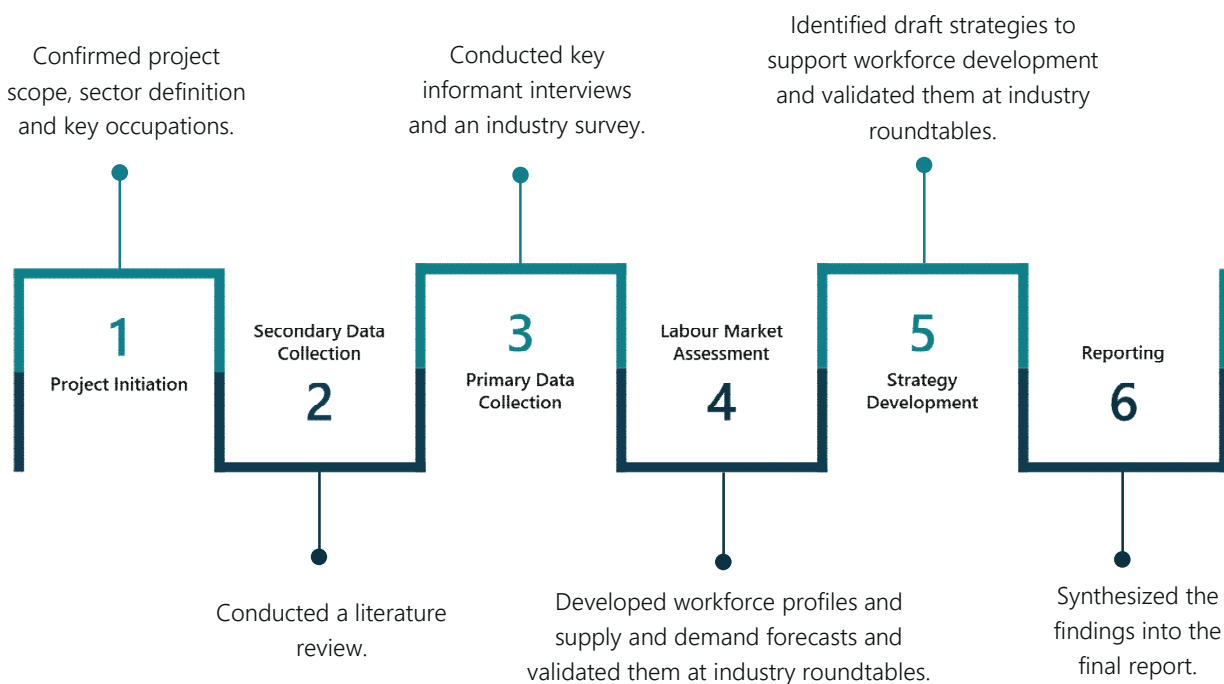 Confirmed project
scope, sector definition
and key occupations.
1
Project Initiation
Secondary Data
Collection
2
Conducted a literature
review.
Conducted key
informant interviews
and an industry survey.
3
Primary Data
Collection
Labour Market
Assessment
4
Developed workforce profiles and
supply and demand forecasts and
validated them at industry roundtables.
Identified draft strategies to
support workforce development
and validated them at industry
roundtables.
5
Strategy
Development
Reporting
6
Synthesized the
findings into the
final report.